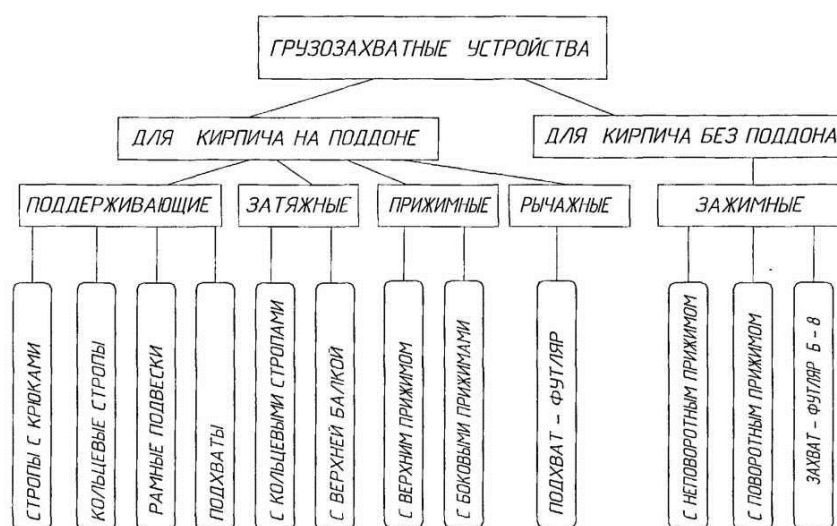 ГРУЗОЗАХВАТНЫЕ УСТРОЙСТВА
ДЛЯ КИРПИЧА НА ПОДДОНЕ
ДЛЯ КИРПИЧА БЕЗ ПОДДОНА
ПОДДЕРЖИВАЮЩИЕ
ЗАТЯЖНЫЕ
ПРИЖИМНЫЕ
РЫЧАЖНЫЕ
ЗАЖИМНЫЕ
СТРОПЫ С КРЮКАМИ
КОЛЬЦЕВЫЕ СТРОПЫ
РАМНЫЕ ПОДВЕСКИ
ПОДХВАТЫ
С КОЛЬЦЕВЫМИ СТРОПАМИ
С ВЕРХНЕЙ БАЛКОЙ
С ВЕРХНИМ ПРИЖИМОМ
С БОКОВЫМИ ПРИЖИМАМИ
ПОДХВАТ - ФУТЛЯР
С НЕПОВОРОТНЫМ ПРИЖИМОМ
С ПОВОРОТНЫМ ПРИЖИМОМ
ЗАХВАТ - ФУТЛЯР Б - 8